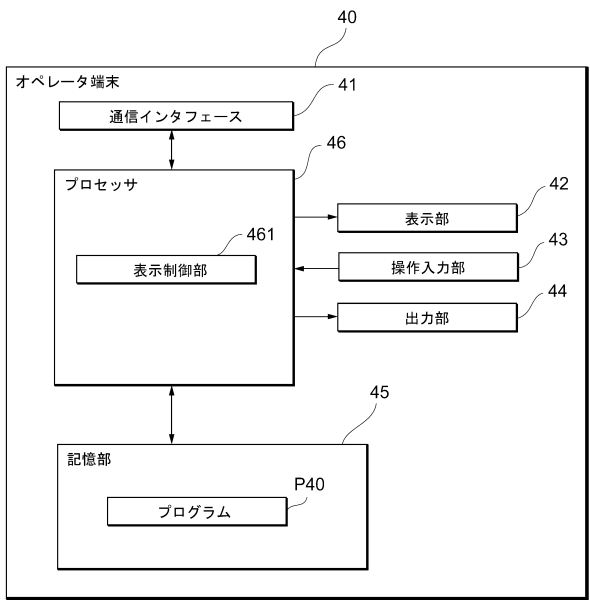 40
オペレータ端末
41
通信インタフェース
46
プロセッサ
42
表示部
461
43
表示制御部
操作入力部
44
出力部
45
記憶部
P40
プログラム